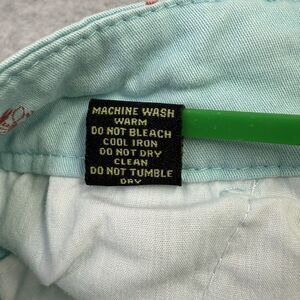 MACHINE WASH
WARM
DO NOT BLEACH
COOL IRON
DO NOT DRY
CLEAN
DO NOT TUMBLE
DRY